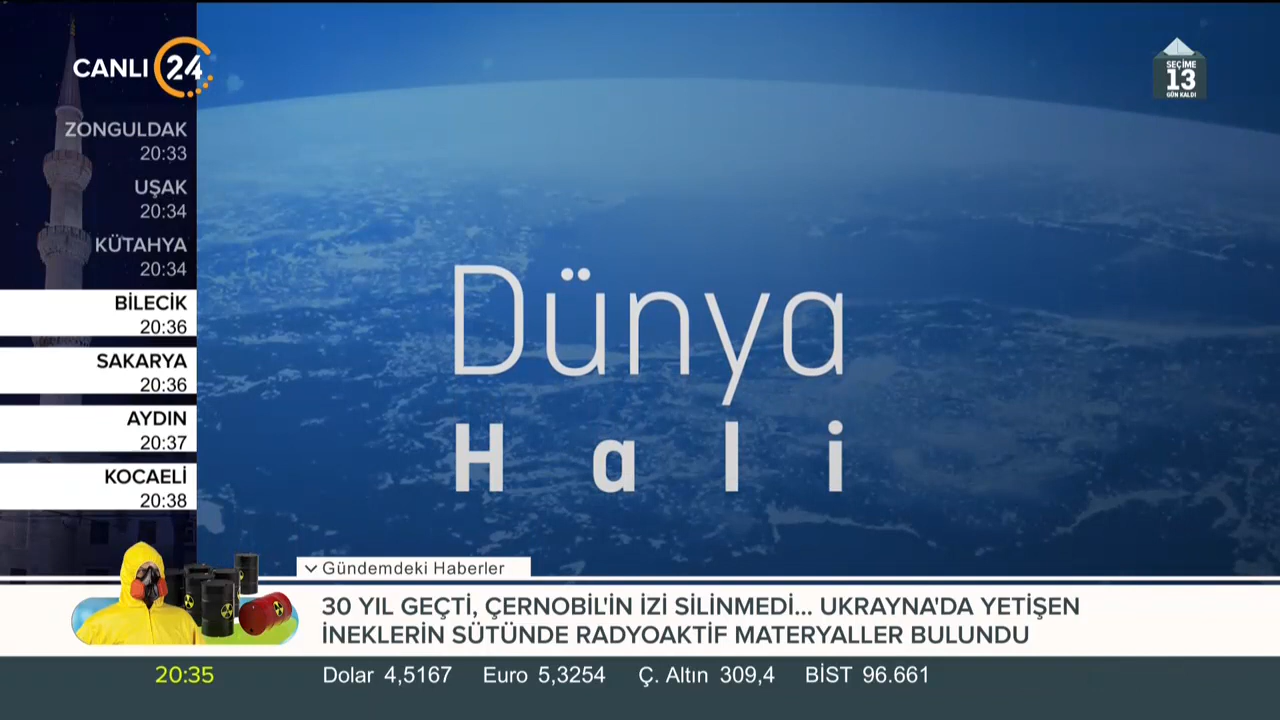 CANLI 24
SEÇİME
13
GÜN KALDI
ZONGULDAK
20:33
UŞAK
20:34
KÜTAHYA
20:34
BİLECİK
20:36
SAKARYA
20:36
AYDIN
20:37
KOCAELİ
20:38
Dünya
Hali
Gündemdeki Haberler
30 YIL GEÇTİ, ÇERNOBİL'İN İZİ SİLİNMEDİ... UKRAYNA'DA YETİŞEN
İNEKLERİN SÜTÜNDE RADYOAKTİF MATERYALLER BULUNDU
20:35 Dolar 4,5167 Euro 5,3254 Ç. Altın 309,4 BİST 96.661